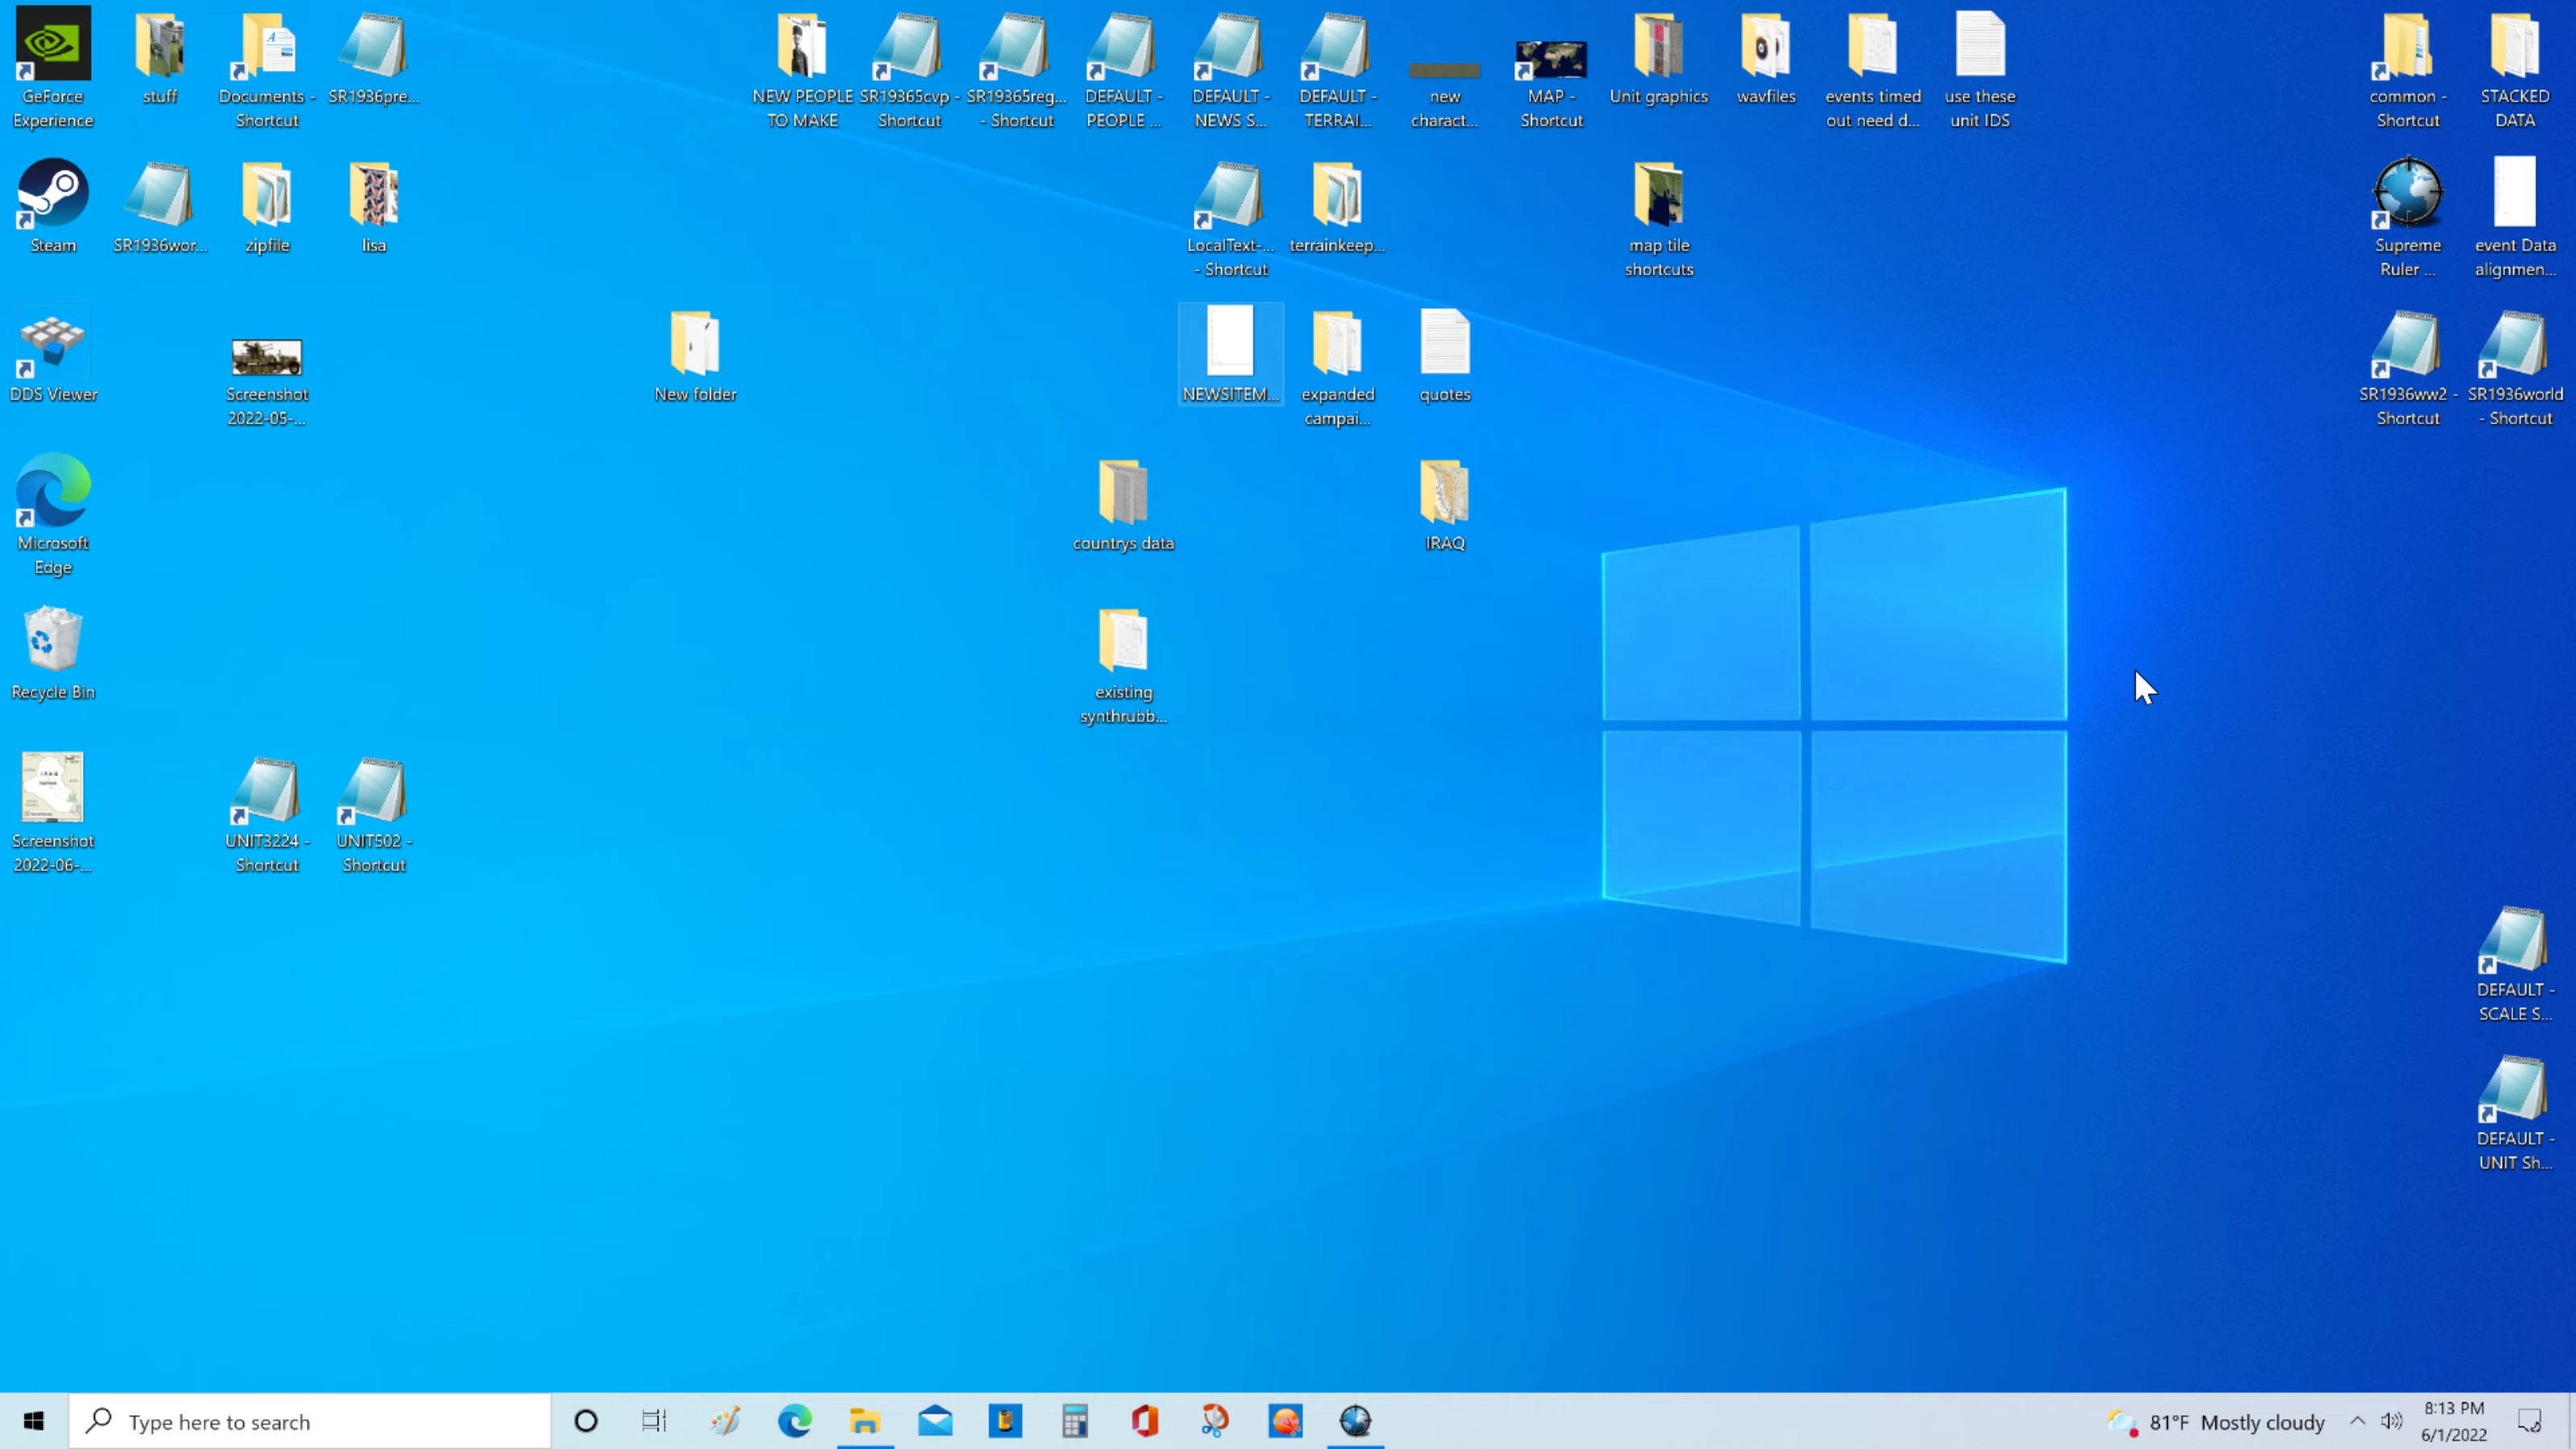 GeForce
Experience
stuff
Documents -
Shortcut
SR1936pre...
NEW PEOPLE
TO MAKE
SR19365cvp -
Shortcut
SR19365reg...
- Shortcut
DEFAULT -
PEOPLE ...
DEFAULT -
NEWS S...
DEFAULT -
TERRAI...
new
charact...
MAP -
Shortcut
Unit graphics
wavfiles
events timed
out need d...
use these
unit IDS
common -
Shortcut
STACKED
DATA
Steam
SR1936wor...
zipfile
lisa
LocalText-...
- Shortcut
terrainkeep...
map tile
shortcuts
Supreme
Ruler ...
event Data
alignmen...
DDS Viewer
Screenshot
2022-05-...
New folder
NEWSITEM...
expanded
campai...
quotes
SR1936ww2 -
Shortcut
SR1936world
- Shortcut
Microsoft
Edge
countrys data
IRAQ
Recycle Bin
existing
synthrubb...
Screenshot
2022-06-...
UNIT3224 -
Shortcut
UNIT502 -
Shortcut
DEFAULT -
SCALE S...
DEFAULT -
UNIT Sh...
Type here to search
81°F Mostly cloudy
8:13 PM
6/1/2022